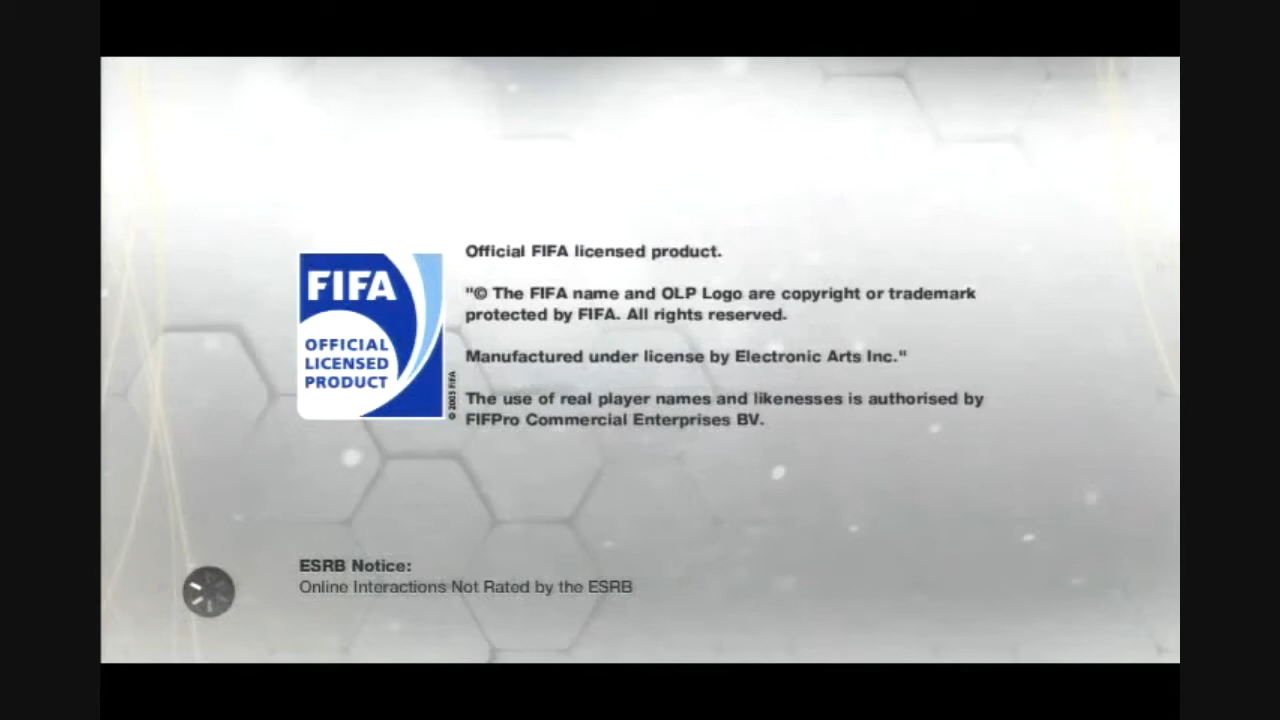 Official FIFA licensed product.
"© The FIFA name and OLP Logo are copyright or trademark
protected by FIFA. All rights reserved.
Manufactured under license by Electronic Arts Inc."
The use of real player names and likenesses is authorised by
FIFPro Commercial Enterprises BV.
FIFA
OFFICIAL
LICENSED
PRODUCT
© 2005 FIFA
ESRB Notice:
Online Interactions Not Rated by the ESRB